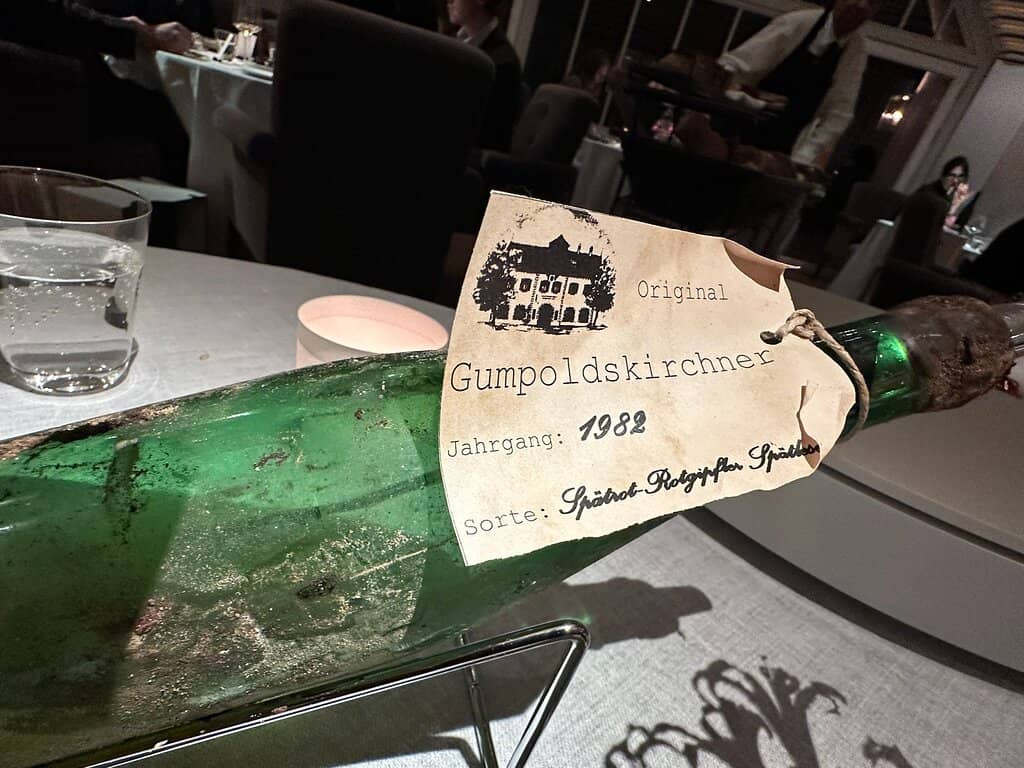 Original
Gumpoldskirchner
Jahrgang: 1982
Sorte: Spätrot-Rotgipfler Spätlese